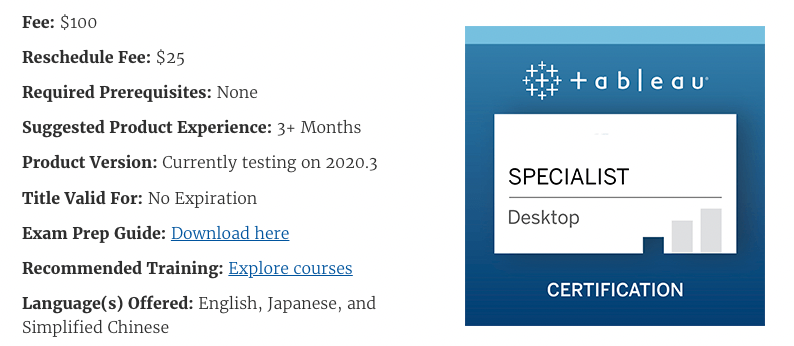 Fee: $100
Reschedule Fee: $25
Required Prerequisites: None
Suggested Product Experience: 3+ Months
Product Version: Currently testing on 2020.3
Title Valid For: No Expiration
Exam Prep Guide: Download here
Recommended Training: Explore courses
Language(s) Offered: English, Japanese, and
Simplified Chinese
tableau
SPECIALIST
Desktop
CERTIFICATION